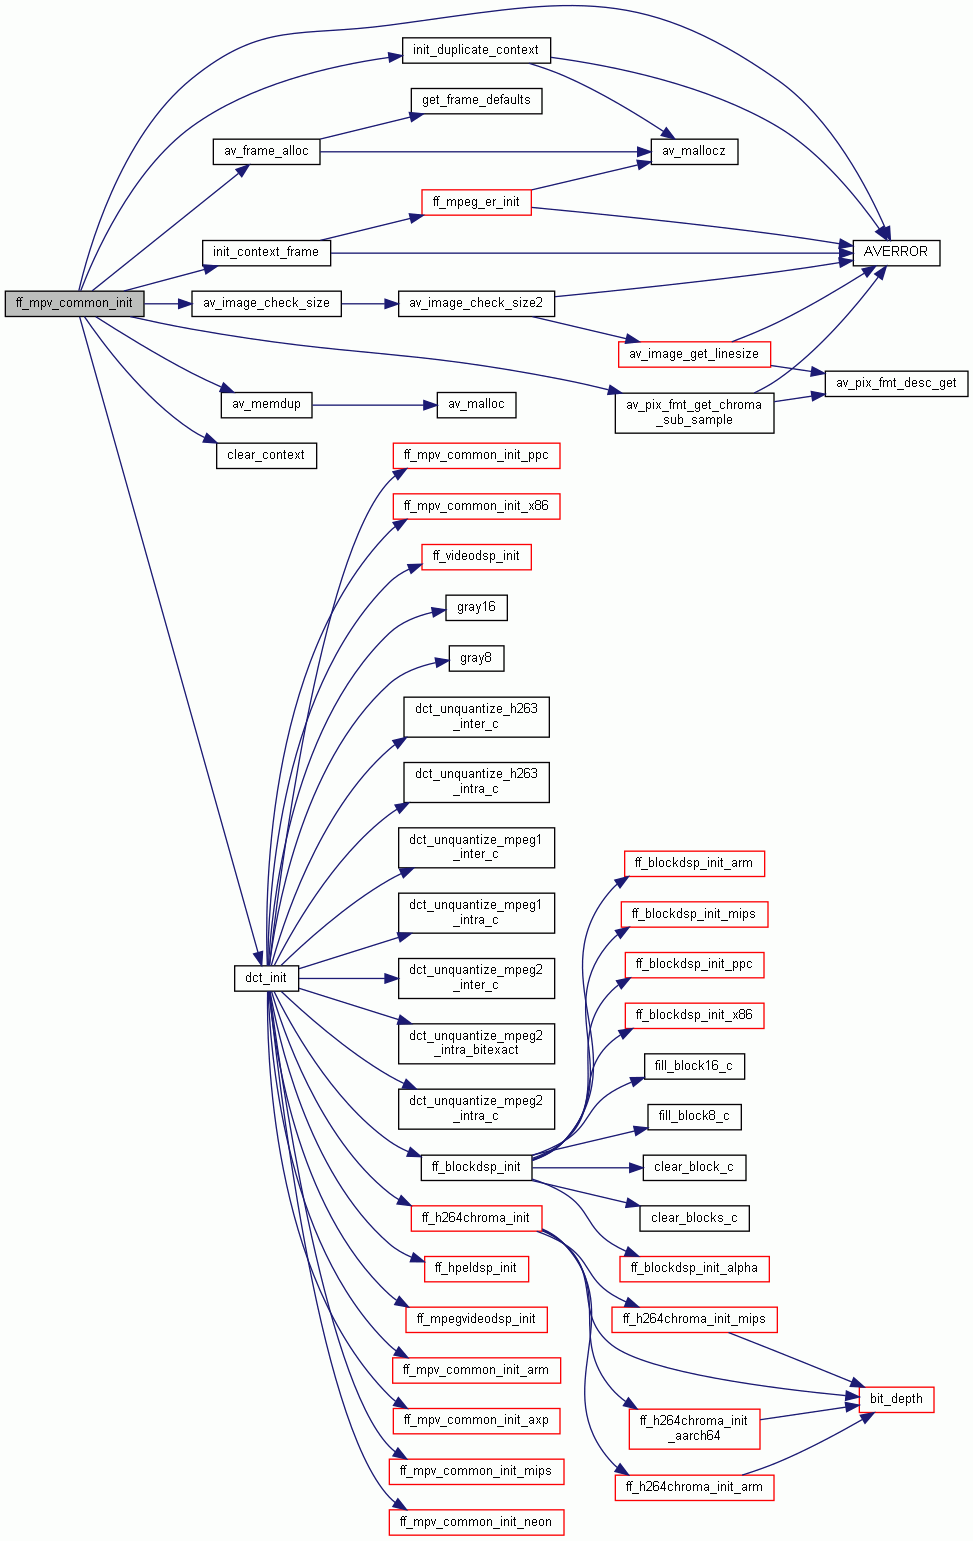 init_duplicate_context
get_frame_defaults
av_frame_alloc
av_mallocz
ff_mpeg_er_init
init_context_frame
AVERROR
ff_mpv_common_init
av_image_check_size
av_image_check_size2
av_image_get_linesize
av_pix_fmt_desc_get
av_memdup
av_malloc
av_pix_fmt_get_chroma
_sub_sample
clear_context
ff_mpv_common_init_ppc
ff_mpv_common_init_x86
ff_videodsp_init
gray16
gray8
dct_unquantize_h263
_inter_c
dct_unquantize_h263
_intra_c
dct_unquantize_mpeg1
_inter_c
dct_unquantize_mpeg1
_intra_c
dct_init
dct_unquantize_mpeg2
_inter_c
dct_unquantize_mpeg2
_intra_bitexact
dct_unquantize_mpeg2
_intra_c
ff_blockdsp_init
ff_blockdsp_init_arm
ff_blockdsp_init_mips
ff_blockdsp_init_ppc
ff_blockdsp_init_x86
fill_block16_c
fill_block8_c
clear_block_c
clear_blocks_c
ff_blockdsp_init_alpha
ff_h264chroma_init
ff_hpeldsp_init
ff_mpegvideodsp_init
ff_mpv_common_init_arm
ff_mpv_common_init_axp
ff_mpv_common_init_mips
ff_mpv_common_init_neon
ff_h264chroma_init_mips
bit_depth
ff_h264chroma_init
_aarch64
ff_h264chroma_init_arm